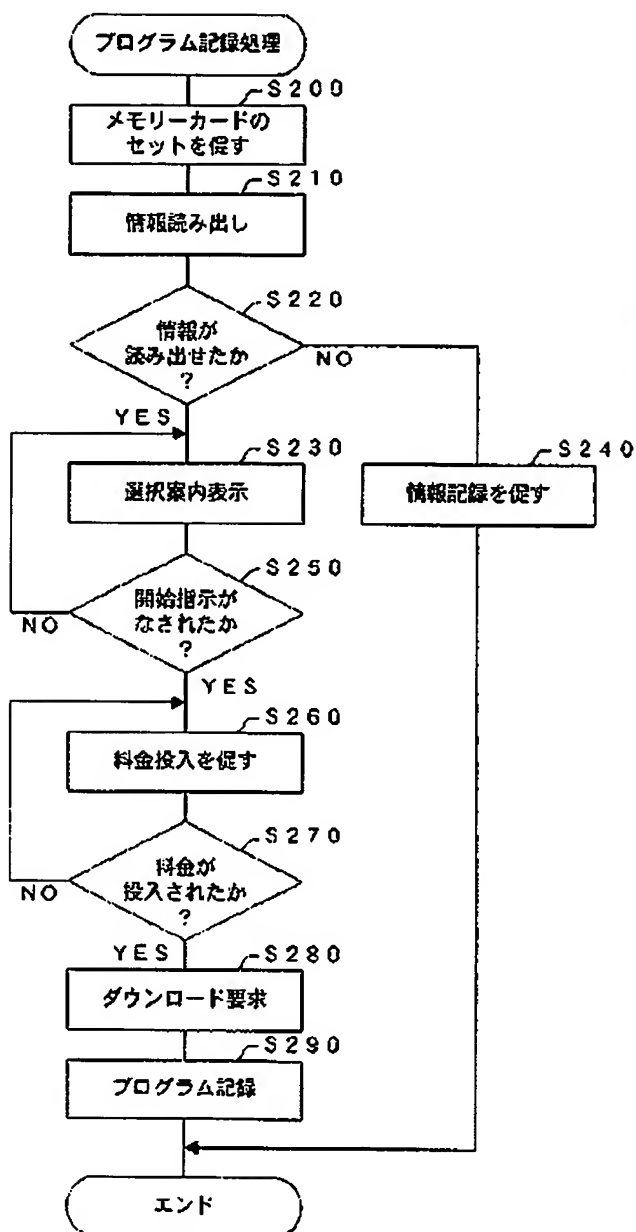 プログラム記録処理
S200
メモリーカードの
セットを促す
S210
情報読み出し
S220
情報が
読み出せたか
?
NO
YES
S230
選択案内表示
S240
情報記録を促す
S250
開始指示が
なされたか
?
NO
YES
S260
料金投入を促す
S270
料金が
投入されたか
?
NO
YES
S280
ダウンロード要求
S290
プログラム記録
エンド